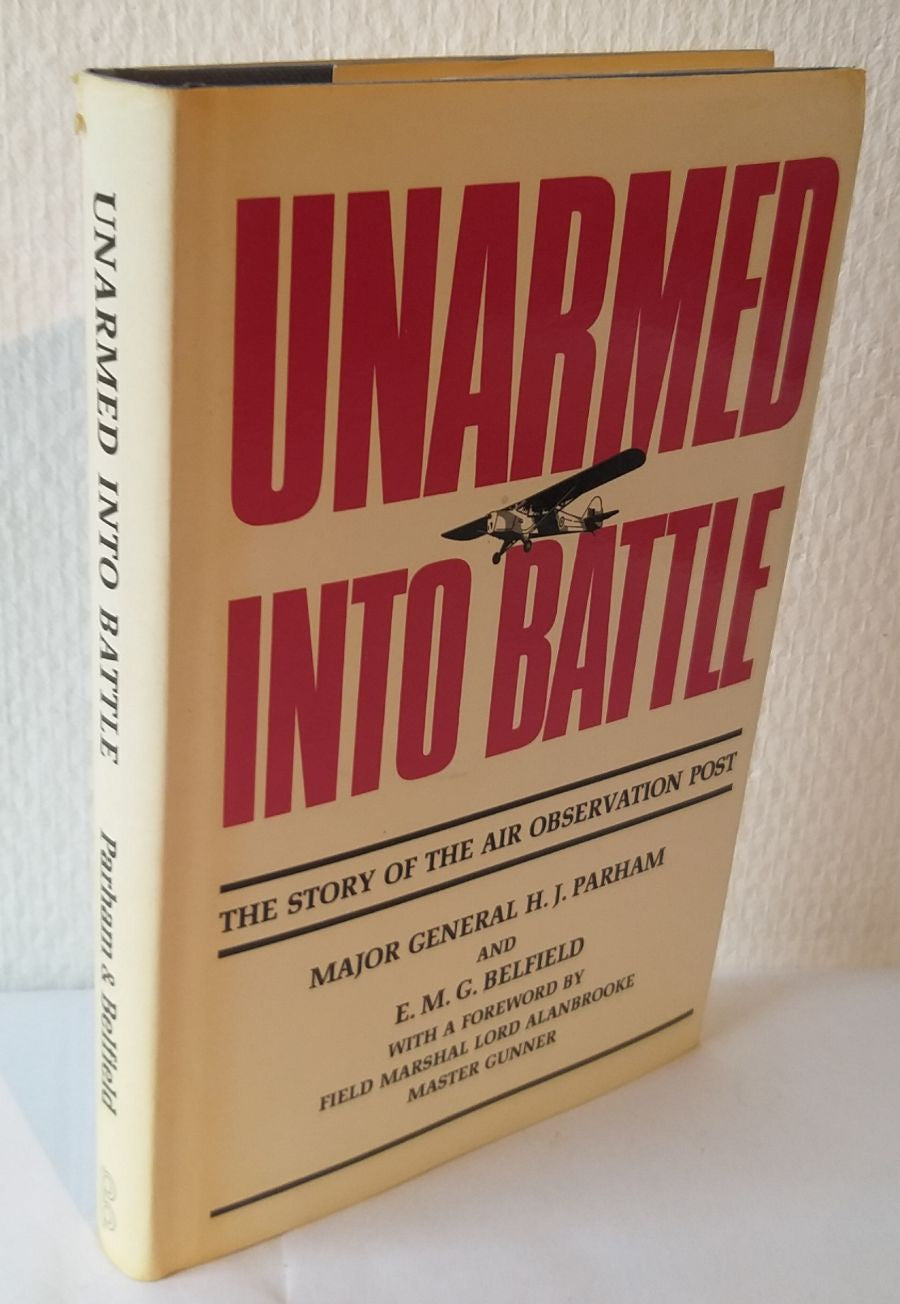 UNARMED INTO BATTLE Parham & Belfield
UNARMED
INTO BATTLE
THE STORY OF THE AIR OBSERVATION POST
MAJOR GENERAL H. J. PARHAM
AND
E. M. G. BELFIELD
WITH A FOREWORD BY
FIELD MARSHAL LORD ALANBROOKE
MASTER GUNNER